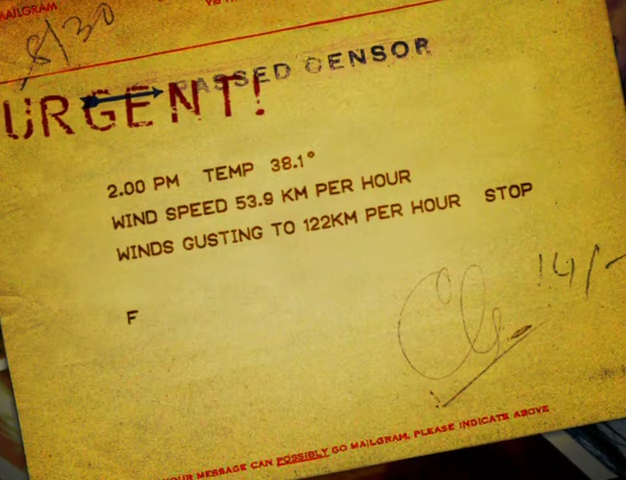 MAILGRAM
8/30
PASSED CENSOR
URGENT!
2.00 PM TEMP 38.1°
WIND SPEED 53.9 KM PER HOUR
WINDS GUSTING TO 122KM PER HOUR STOP
F
14/-
YOUR MESSAGE CAN POSSIBLY GO MAILGRAM, PLEASE INDICATE ABOVE